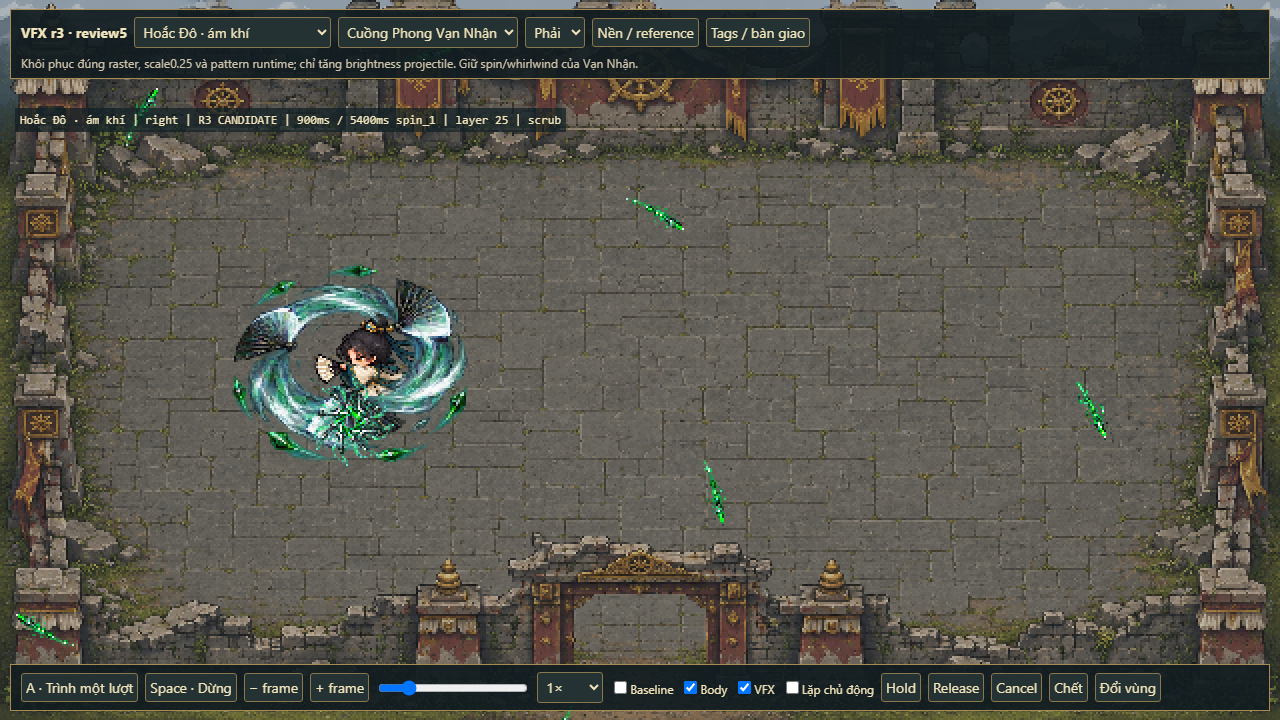 VFX r3 · review5 Hoắc Đô · ám khí Cuồng Phong Vạn Nhận Phải Nền / reference Tags / bàn giao
Khôi phục đúng raster, scale0.25 và pattern runtime; chỉ tăng brightness projectile. Giữ spin/whirlwind của Vạn Nhận.
Hoắc Đô · ám khí | right | R3 CANDIDATE | 900ms / 5400ms spin_1 | layer 25 | scrub
A · Trình một lượt Space · Dừng − frame + frame 1× Baseline Body VFX Lặp chủ động Hold Release Cancel Chết Đổi vùng